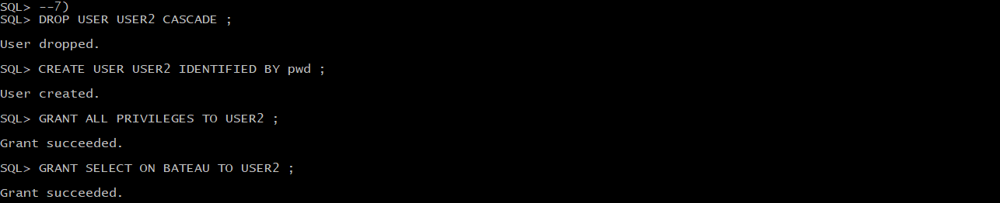 SQL> --7)
SQL> DROP USER USER2 CASCADE ;
User dropped.
SQL> CREATE USER USER2 IDENTIFIED BY pwd ;
User created.
SQL> GRANT ALL PRIVILEGES TO USER2 ;
Grant succeeded.
SQL> GRANT SELECT ON BATEAU TO USER2 ;
Grant succeeded.